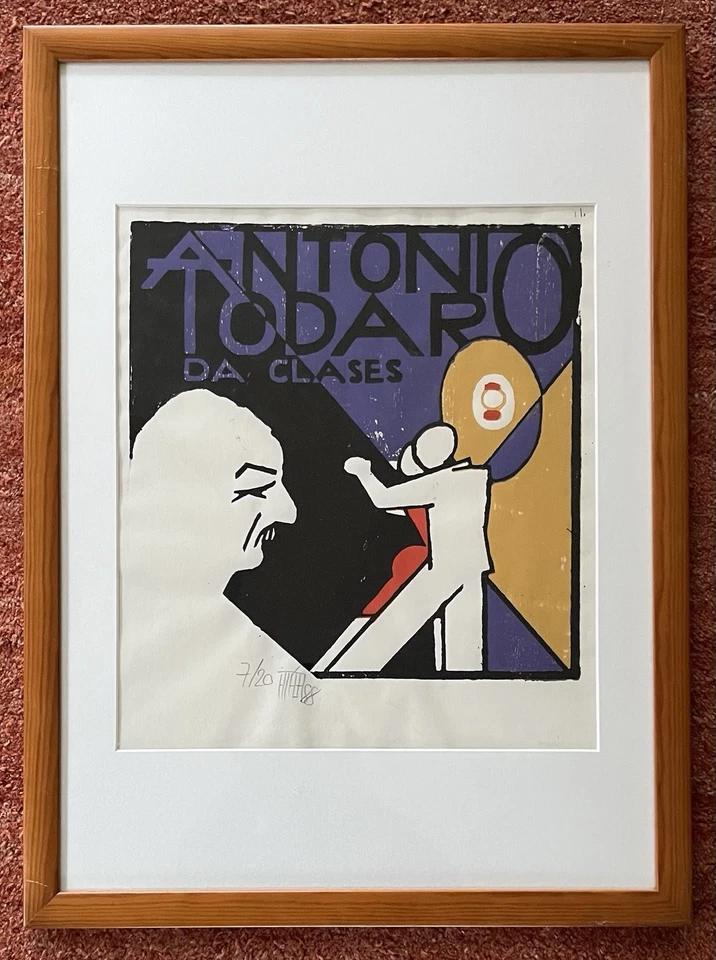 ANTONIO
TODARO
DA CLASES
7/20